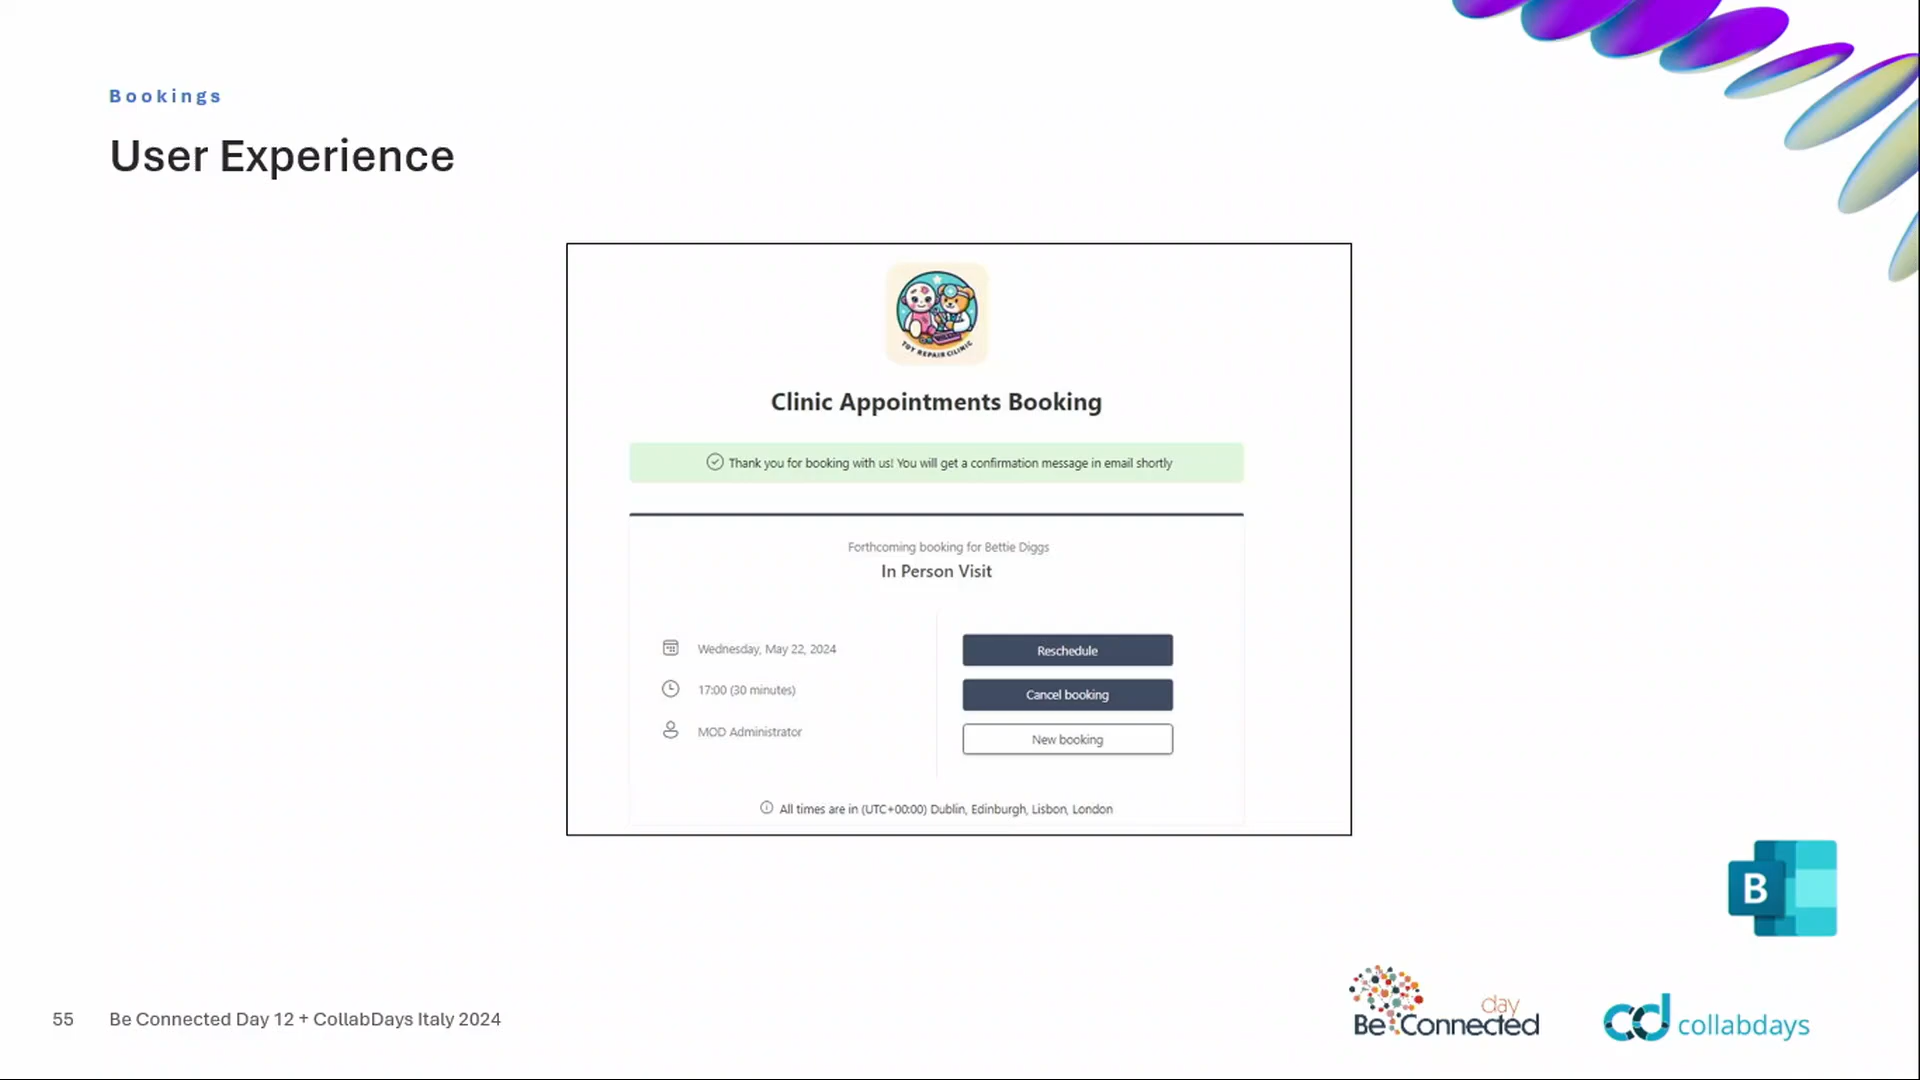 Bookings
User Experience
TOY REPAIR CLINIC
Clinic Appointments Booking
Thank you for booking with us! You will get a confirmation message in email shortly
Forthcoming booking for Bettie Diggs
In Person Visit
Wednesday, May 22, 2024
17:00 (30 minutes)
MOD Administrator
Reschedule
Cancel booking
New booking
All times are in (UTC+00:00) Dublin, Edinburgh, Lisbon, London
B
55
Be Connected Day 12 + CollabDays Italy 2024
day
Be Connected
cd collabdays